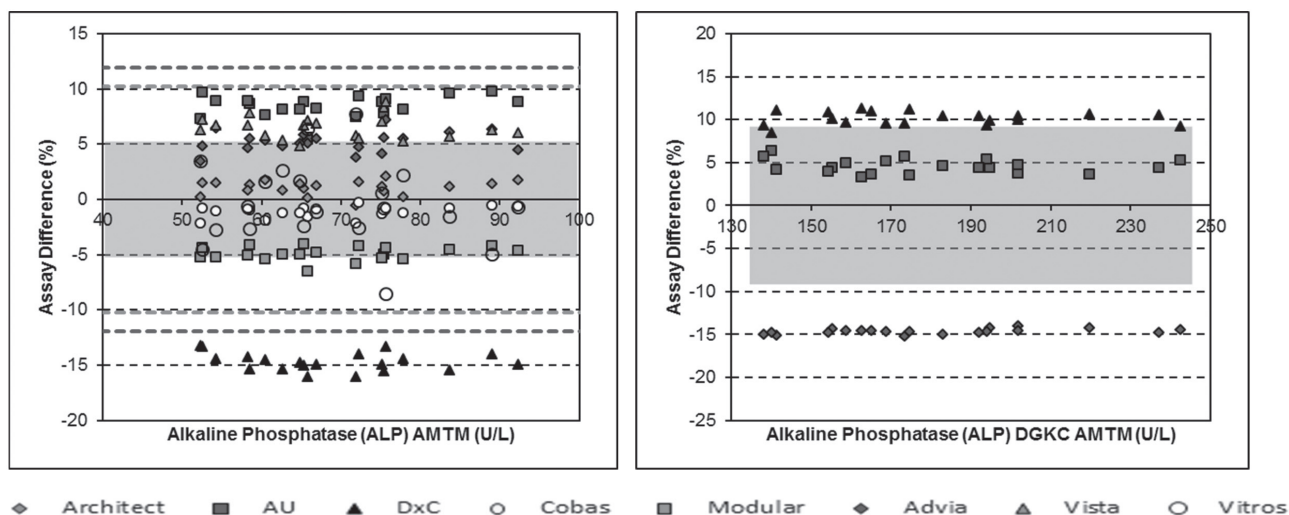 15
10
5
0
-5
-10
-15
-20
40 50 60 70 80 90 100
Assay Difference (%)
Alkaline Phosphatase (ALP) AMTM (U/L)
20
15
10
5
0
-5
-10
-15
-20
-25
130 150 170 190 210 230 250
Assay Difference (%)
Alkaline Phosphatase (ALP) DGKC AMTM (U/L)
Architect AU DxC Cobas Modular Advia Vista Vitros